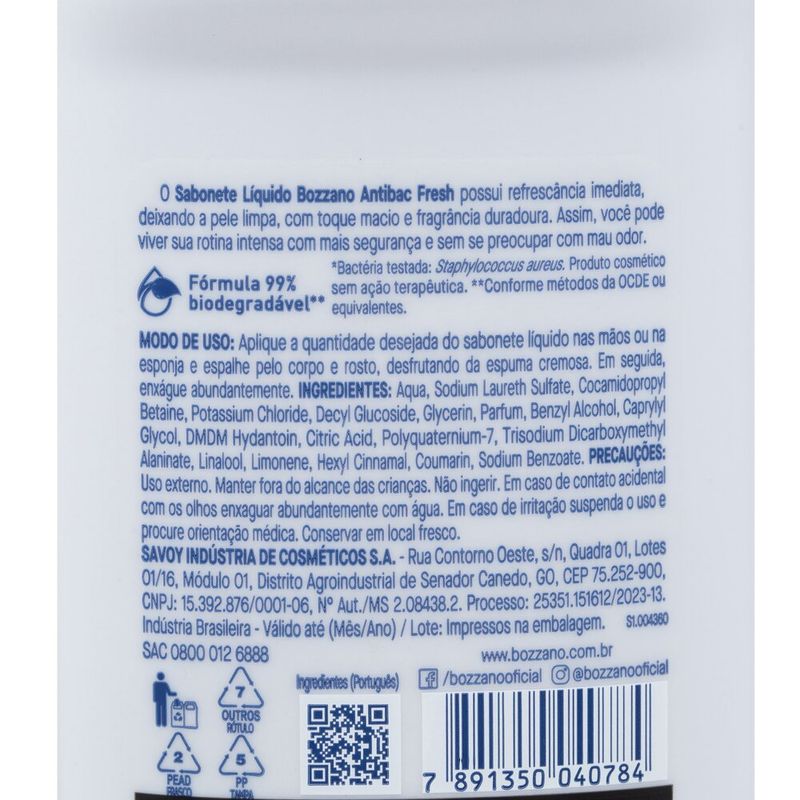 O Sabonete Líquido Bozzano Antibac Fresh possui refrescância imediata,
deixando a pele limpa, com toque macio e fragrância duradoura. Assim, você pode
viver sua rotina intensa com mais segurança e sem se preocupar com mau odor.
Fórmula 99%
biodegradável**
*Bactéria testada: Staphylococcus aureus. Produto cosmético
sem ação terapêutica. **Conforme métodos da OCDE ou
equivalentes.
MODO DE USO: Aplique a quantidade desejada do sabonete líquido nas mãos ou na
esponja e espalhe pelo corpo e rosto, desfrutando da espuma cremosa. Em seguida,
enxágue abundantemente. INGREDIENTES: Aqua, Sodium Laureth Sulfate, Cocamidopropyl
Betaine, Potassium Chloride, Decyl Glucoside, Glycerin, Parfum, Benzyl Alcohol, Caprylyl
Glycol, DMDM Hydantoin, Citric Acid, Polyquaternium-7, Trisodium Dicarboxymethyl
Alaninate, Linalool, Limonene, Hexyl Cinnamal, Coumarin, Sodium Benzoate. PRECAUÇÕES:
Uso externo. Manter fora do alcance das crianças. Não ingerir. Em caso de contato acidental
com os olhos enxaguar abundantemente com água. Em caso de irritação suspenda o uso e
procure orientação médica. Conservar em local fresco.
SAVOY INDÚSTRIA DE COSMÉTICOS S.A. - Rua Contorno Oeste, s/n, Quadra 01, Lotes
01/16, Módulo 01, Distrito Agroindustrial de Senador Canedo, GO, CEP 75.252-900,
CNPJ: 15.392.876/0001-06, Nº Aut./MS 2.08438.2. Processo: 25351.151612/2023-13.
Indústria Brasileira - Válido até (Mês/Ano) / Lote: Impressos na embalagem. S1.004360
SAC 0800 012 6888
www.bozzano.com.br
Ingredientes (Português)
/bozzanooficial @bozzanooficial
7
OUTROS
RÓTULO
2
PEAD
FRASCO
5
PP
TAMPA
7 891350 040784